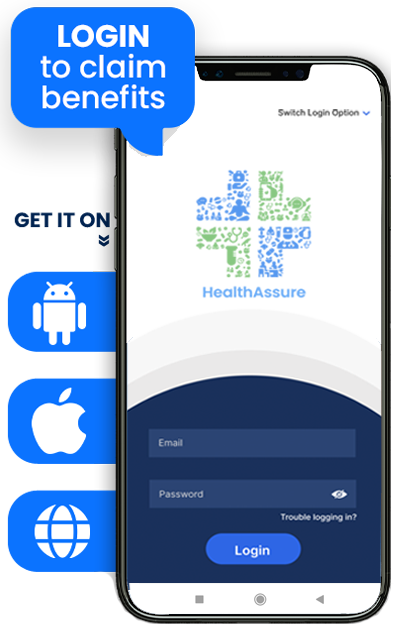 LOGIN
to claim
benefits
Switch Login Option
GET IT ON
HealthAssure
Email
Password
Trouble logging in?
Login